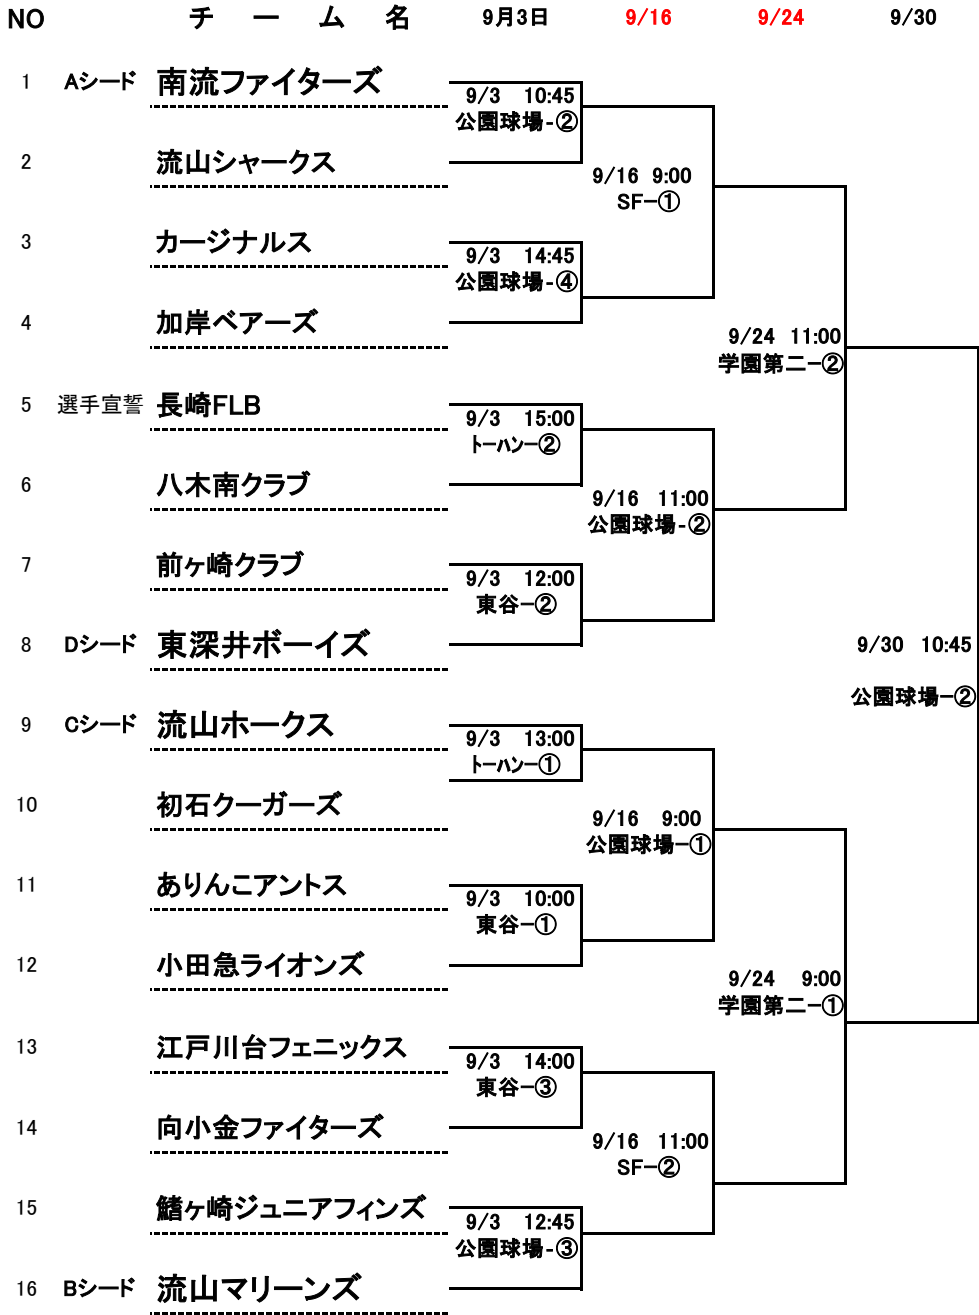 NO チーム名 9月3日 9/16 9/24 9/30
1 Aシード 南流ファイターズ
9/3 10:45
公園球場-②
2 流山シャークス
9/16 9:00
SF-①
3 カージナルス
9/3 14:45
公園球場-④
4 加岸ベアーズ
9/24 11:00
学園第二-②
5 選手宣誓 長崎FLB
9/3 15:00
トーハン-②
6 八木南クラブ
9/16 11:00
公園球場-②
7 前ヶ崎クラブ
9/3 12:00
東谷-②
8 Dシード 東深井ボーイズ
9/30 10:45
公園球場-②
9 Cシード 流山ホークス
9/3 13:00
トーハン-①
10 初石クーガーズ
9/16 9:00
公園球場-①
11 ありんこアントス
9/3 10:00
東谷-①
12 小田急ライオンズ
9/24 9:00
学園第二-①
13 江戸川台フェニックス
9/3 14:00
東谷-③
14 向小金ファイターズ
9/16 11:00
SF-②
15 鰭ヶ崎ジュニアフィンズ
9/3 12:45
公園球場-③
16 Bシード 流山マリーンズ